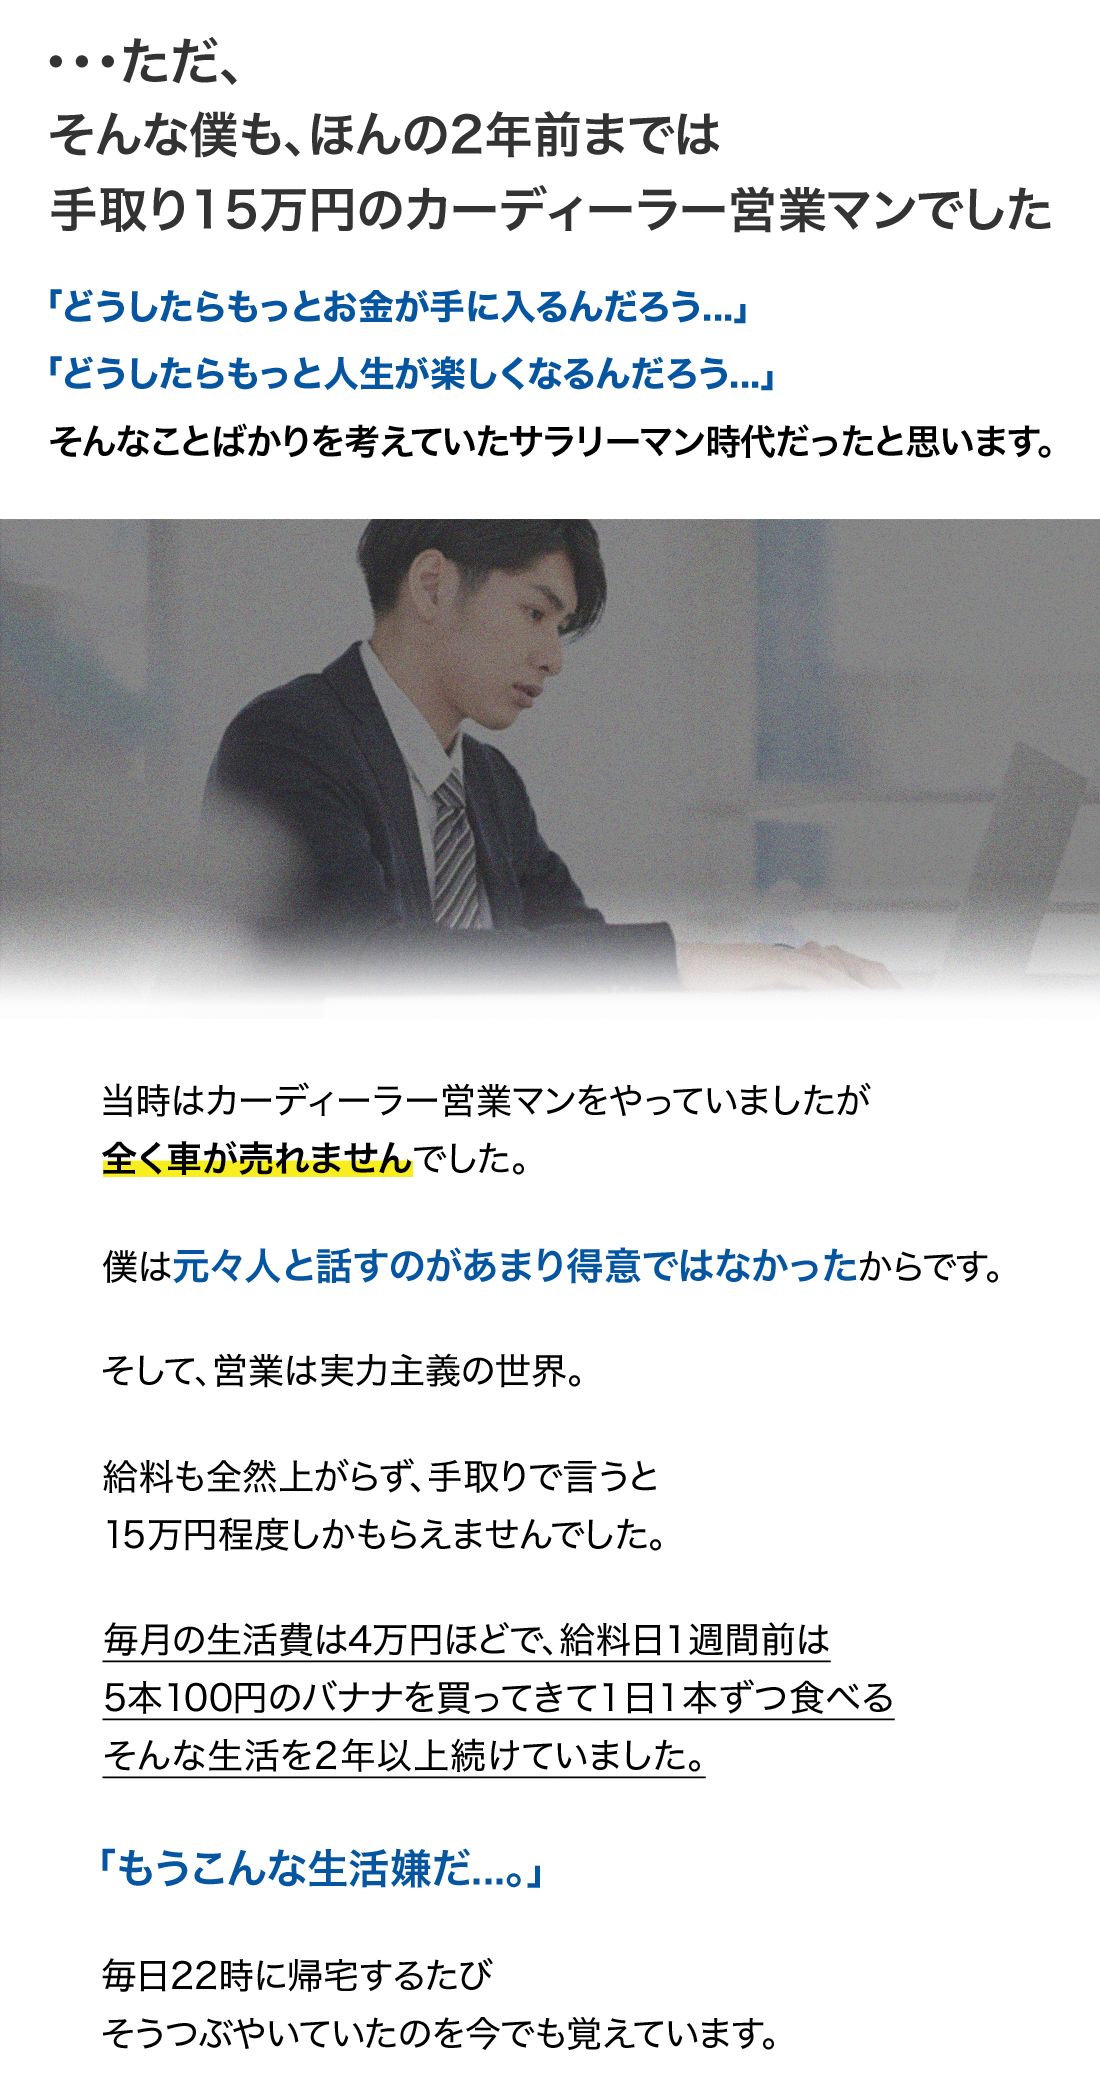 ・・・ただ、
そんな僕も、ほんの2年前までは
手取り15万円のカーディーラー営業マンでした
「どうしたらもっとお金が手に入るんだろう...」
「どうしたらもっと人生が楽しくなるんだろう...」
そんなことばかりを考えていたサラリーマン時代だったと思います。
当時はカーディーラー営業マンをやっていましたが
全く車が売れませんでした。
僕は元々人と話すのがあまり得意ではなかったからです。
そして、営業は実力主義の世界。
給料も全然上がらず、手取りで言うと
15万円程度しかもらえませんでした。
毎月の生活費は4万円ほどで、給料日1週間前は
5本100円のバナナを買ってきて1日1本ずつ食べる
そんな生活を2年以上続けていました。
「もうこんな生活嫌だ...。」
毎日22時に帰宅するたび
そうつぶやいていたのを今でも覚えています。